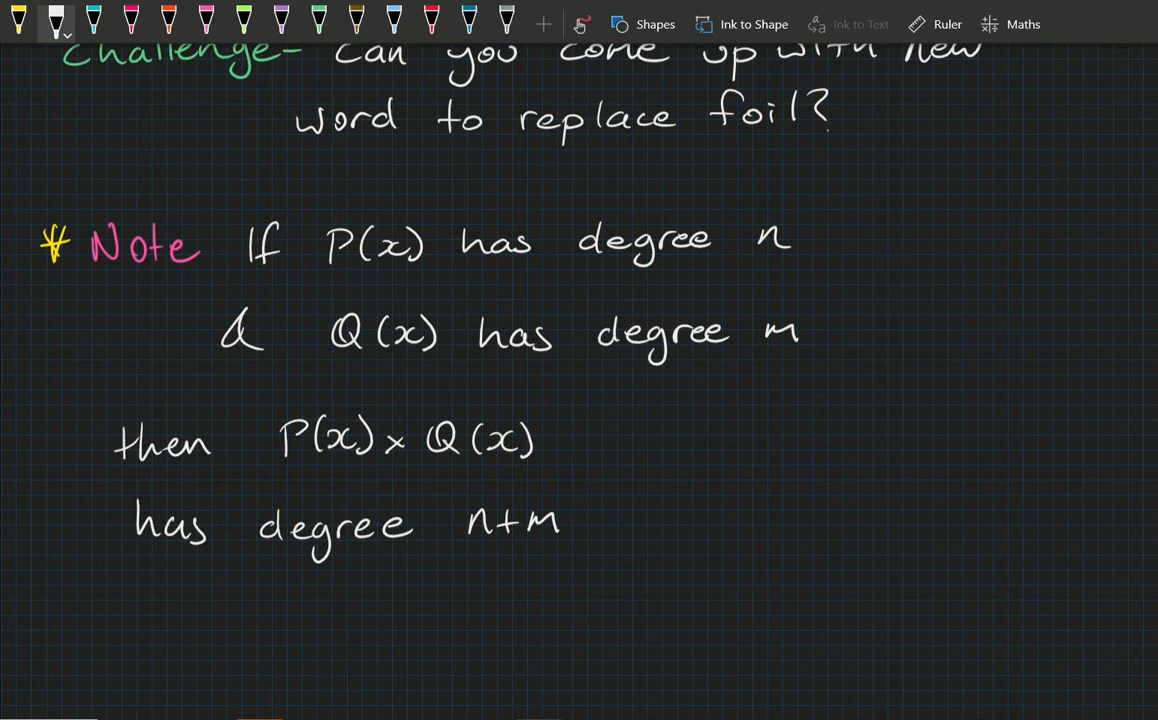 Shapes Ink to Shape Ink to Text Ruler Maths
Challenge- can you come up with new
word to replace foil?
* Note If P(x) has degree n
& Q(x) has degree m
then P(x) × Q(x)
has degree n+m